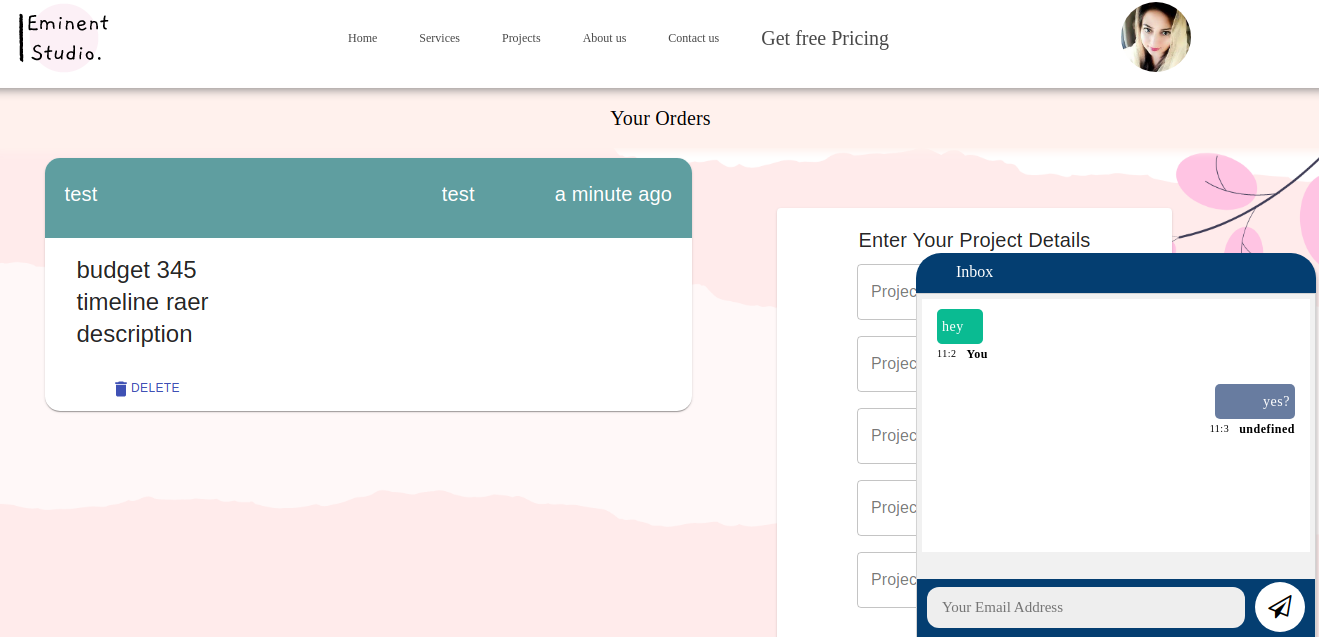 Eminent
Studio.
Home Services Projects About us Contact us Get free Pricing
Your Orders
test test a minute ago
budget 345
timeline raer
description
DELETE
Enter Your Project Details
Projec
Projec
Projec
Projec
Projec
Inbox
hey
11:2 You
yes?
11:3 undefined
Your Email Address